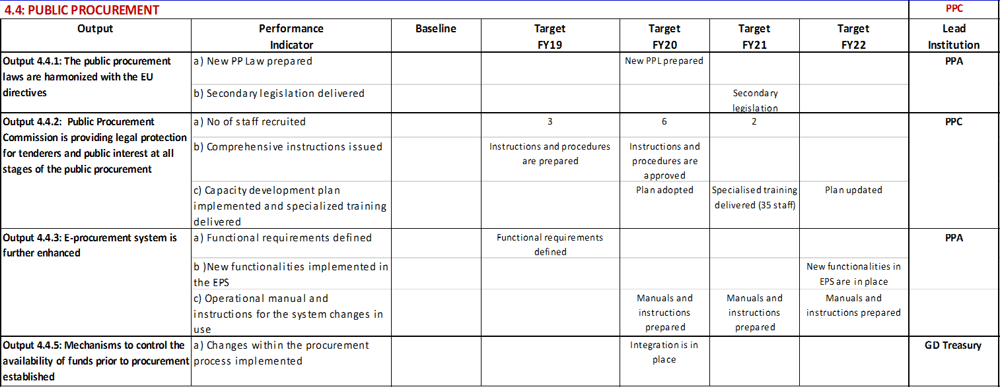 4.4: PUBLIC PROCUREMENT PPC
Output Performance Indicator Baseline Target FY19 Target FY20 Target FY21 Target FY22 Lead Institution
Output 4.4.1: The public procurement
laws are harmonized with the EU
directives
a) New PP Law prepared
New PPL prepared
PPA
b) Secondary legislation delivered
Secondary
legislation
Output 4.4.2: Public Procurement
Commission is providing legal protection
for tenderers and public interest at all
stages of the public procurement
a) No of staff recruited
3
6
2
PPC
b) Comprehensive instructions issued
Instructions and procedures
are prepared
Instructions and
procedures are
approved
c) Capacity development plan
implemented and specialized training
delivered
Plan adopted
Specialised training
delivered (35 staff)
Plan updated
Output 4.4.3: E-procurement system is
further enhanced
a) Functional requirements defined
Functional requirements
defined
PPA
b )New functionalities implemented in
the EPS
New functionalities in
EPS are in place
c) Operational manual and
instructions for the system changes in
use
Manuals and
instructions
prepared
Manuals and
instructions
prepared
Manuals and
instructions prepared
Output 4.4.5: Mechanisms to control the
availability of funds prior to procurement
established
a) Changes within the procurement
process implemented
Integration is in
place
GD Treasury